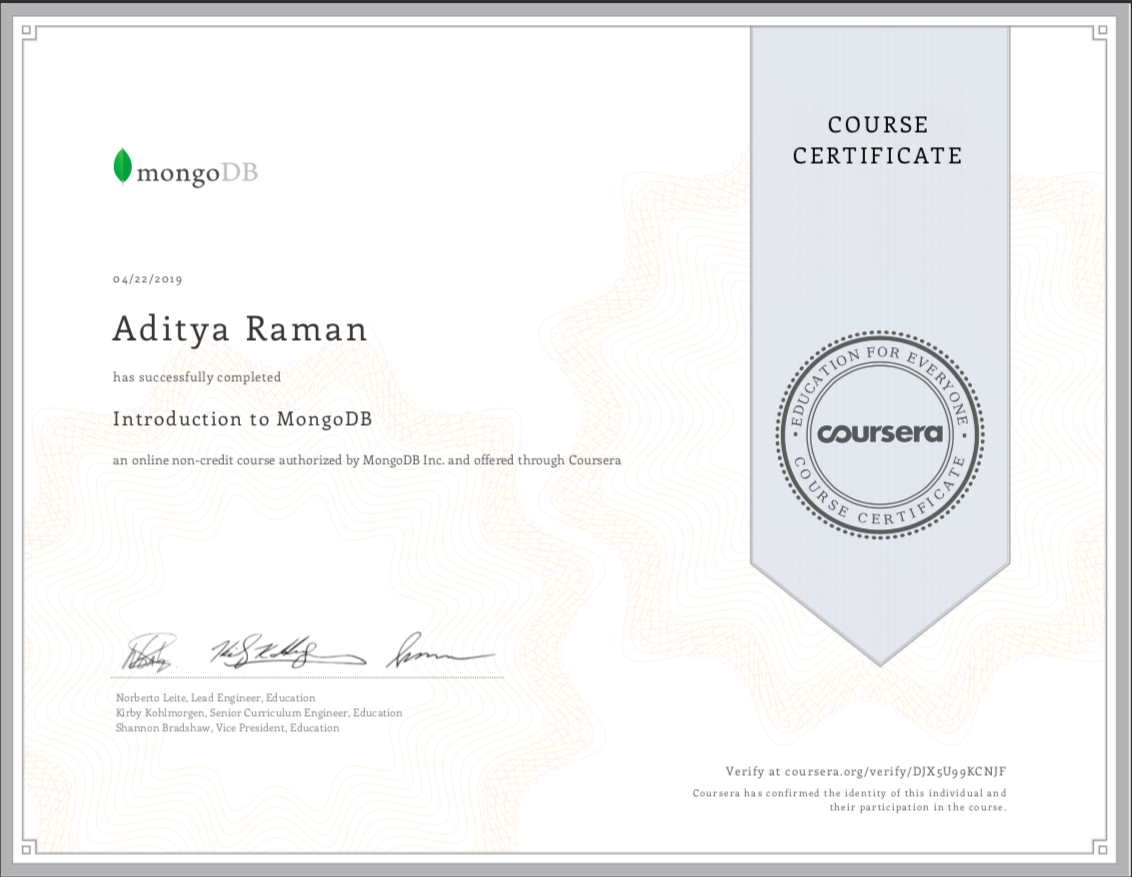 COURSE
CERTIFICATE
mongoDB
04/22/2019
Aditya Raman
has successfully completed
Introduction to MongoDB
an online non-credit course authorized by MongoDB Inc. and offered through Coursera
EDUCATION FOR EVERYONE
coursera
COURSE CERTIFICATE
Norberto Leite, Lead Engineer, Education
Kirby Kohlmorgen, Senior Curriculum Engineer, Education
Shannon Bradshaw, Vice President, Education
Verify at coursera.org/verify/DJX5U99KCNJF
Coursera has confirmed the identity of this individual and
their participation in the course.